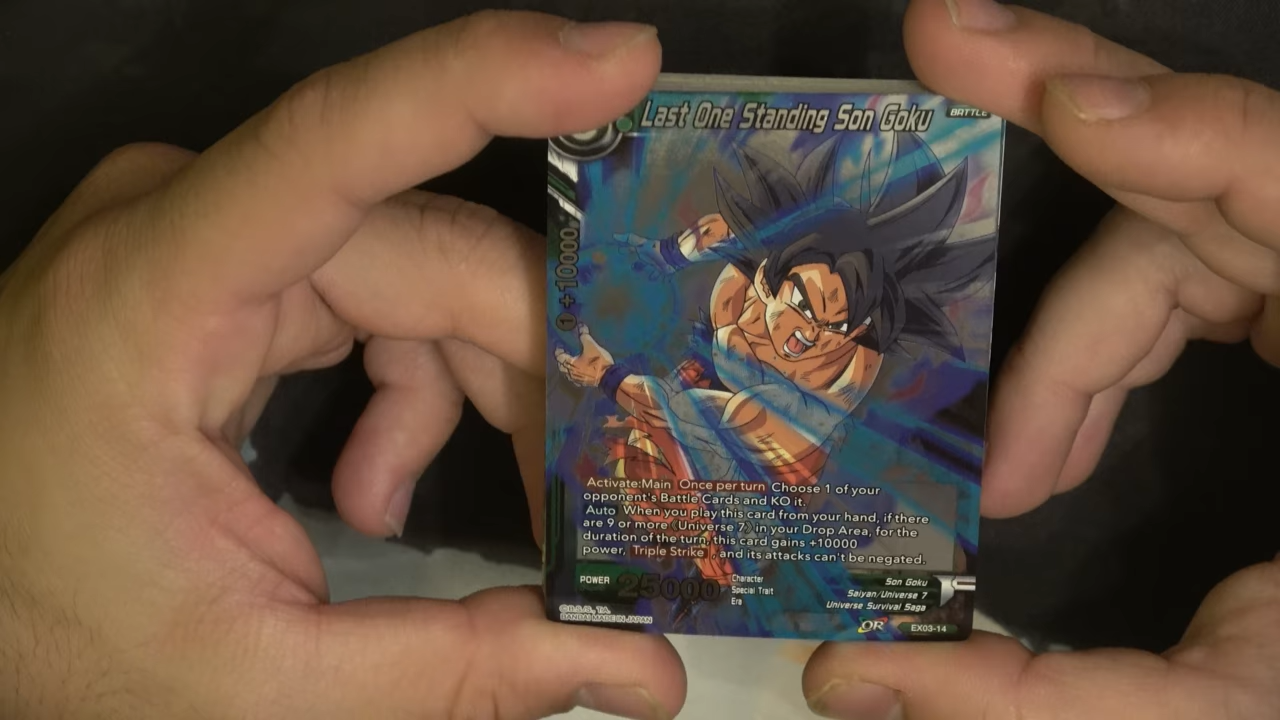 Last One Standing Son Goku
BATTLE
1 +10000
Activate:Main Once per turn Choose 1 of your
opponent's Battle Cards and KO it.
Auto When you play this card from your hand, if there
are 9 or more 《Universe 7》 in your Drop Area, for the
duration of the turn, this card gains +10000
power, Triple Strike , and its attacks can't be negated.
POWER 25000
Character Son Goku
Special Trait Saiyan/Universe 7
Era Universe Survival Saga
©B.S./S., T.A.
BANDAI MADE IN JAPAN
OR EX03-14